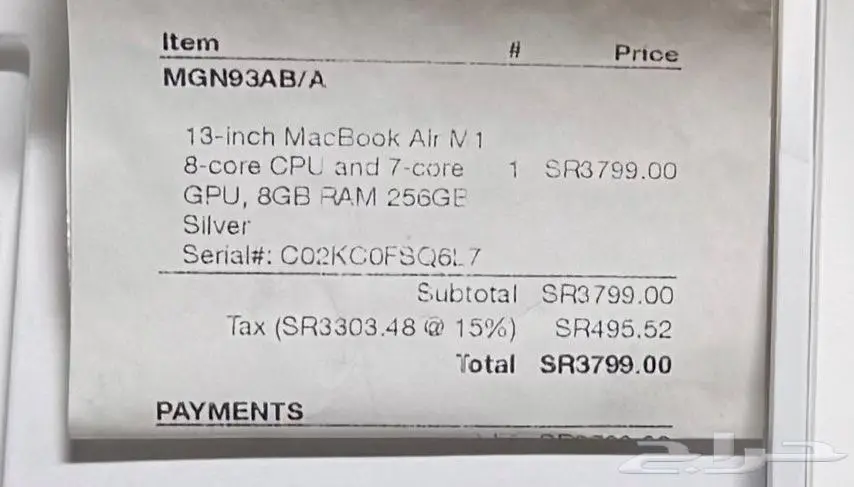 Item # Price
MGN93AB/A
13-inch MacBook Air M1
8-core CPU and 7-core 1 SR3799.00
GPU, 8GB RAM 256GB
Silver
Serial#: C02KC0FSQ6L7
Subtotal SR3799.00
Tax (SR3303.48 @ 15%) SR495.52
Total SR3799.00
PAYMENTS
حراج